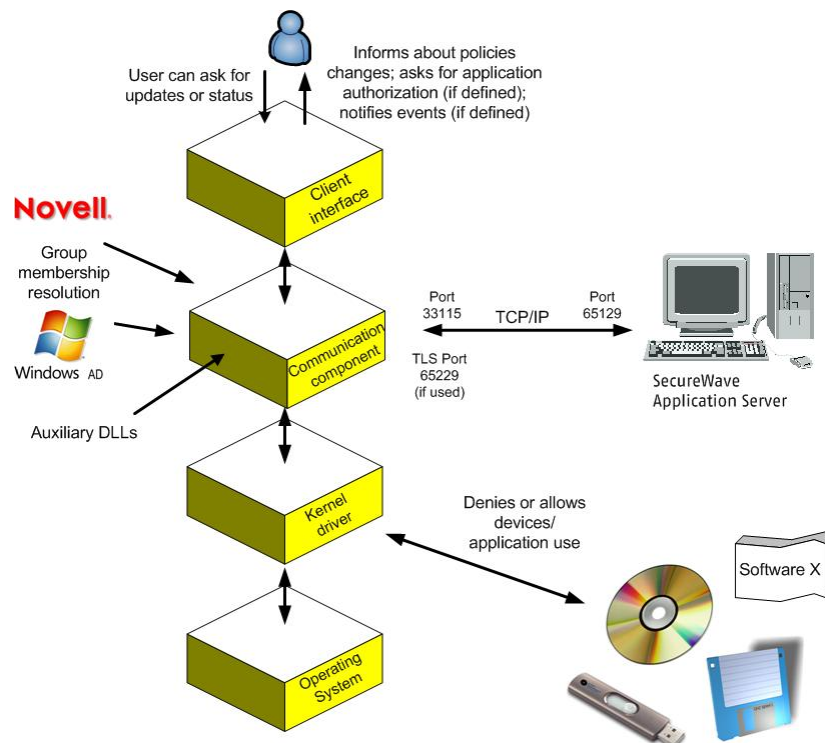 User can ask for
updates or status
Informs about policies
changes; asks for application
authorization (if defined);
notifies events (if defined)
Client
interface
Novell.
Group
membership
resolution
Windows AD
Auxiliary DLLs
Communication
component
Port
33115
TCP/IP
Port
65129
TLS Port
65229
(if used)
SecureWave
Application Server
Kernel
driver
Denies or allows
devices/
application use
Software X
Operating
System